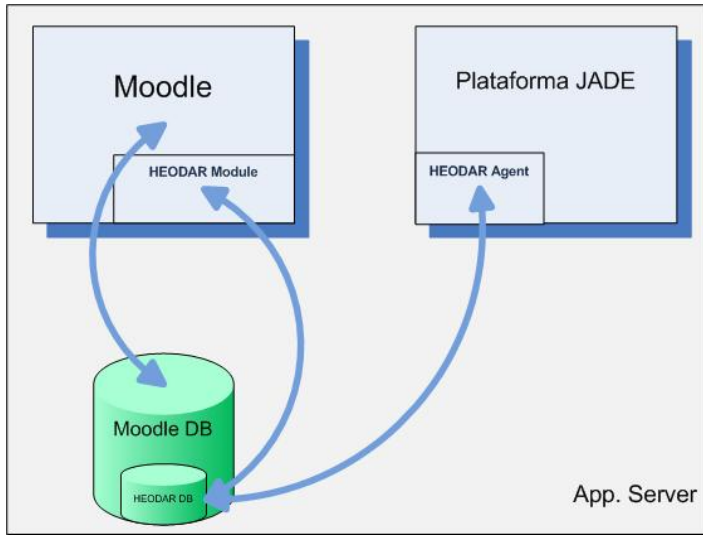 Moodle
HEODAR Module
Plataforma JADE
HEODAR Agent
Moodle DB
HEODAR DB
App. Server